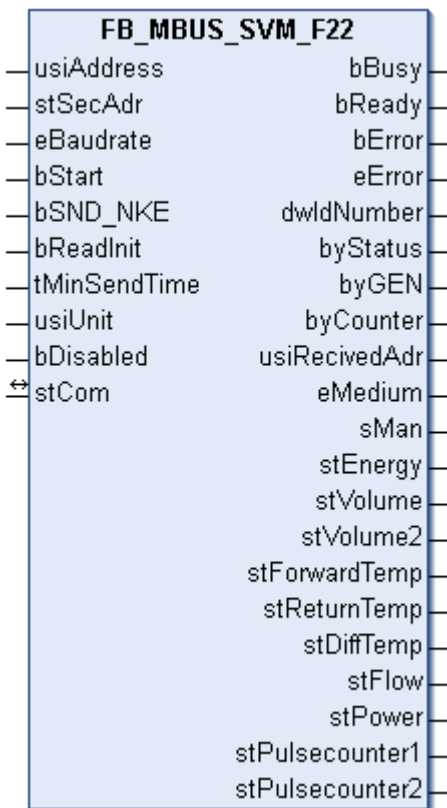 FB_MBUS_SVM_F22
usiAddress bBusy
stSecAdr bReady
eBaudrate bError
bStart eError
bSND_NKE dwIdNumber
bReadInit byStatus
tMinSendTime byGEN
usiUnit byCounter
bDisabled usiRecivedAdr
stCom eMedium
sMan
stEnergy
stVolume
stVolume2
stForwardTemp
stReturnTemp
stDiffTemp
stFlow
stPower
stPulsecounter1
stPulsecounter2